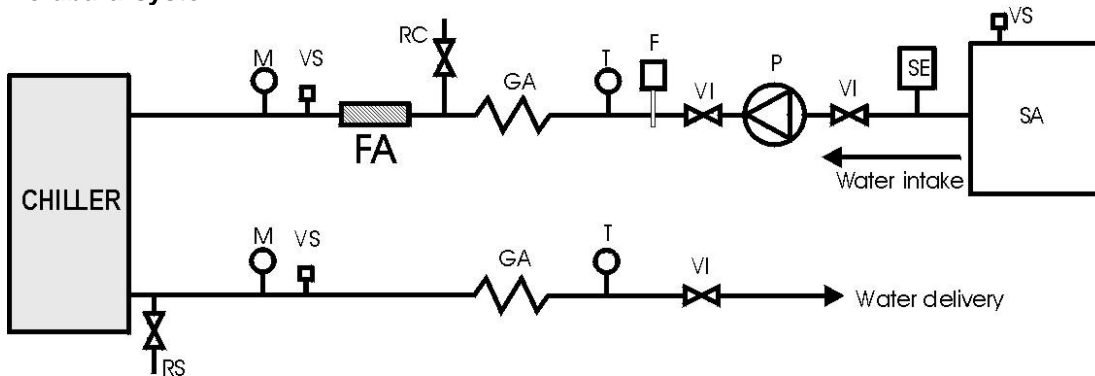 RC
VS
M
VS
F
P
SE
T
VI
VI
GA
SA
FA
Water intake
CHILLER
M
VS
GA
T
VI
Water delivery
RS